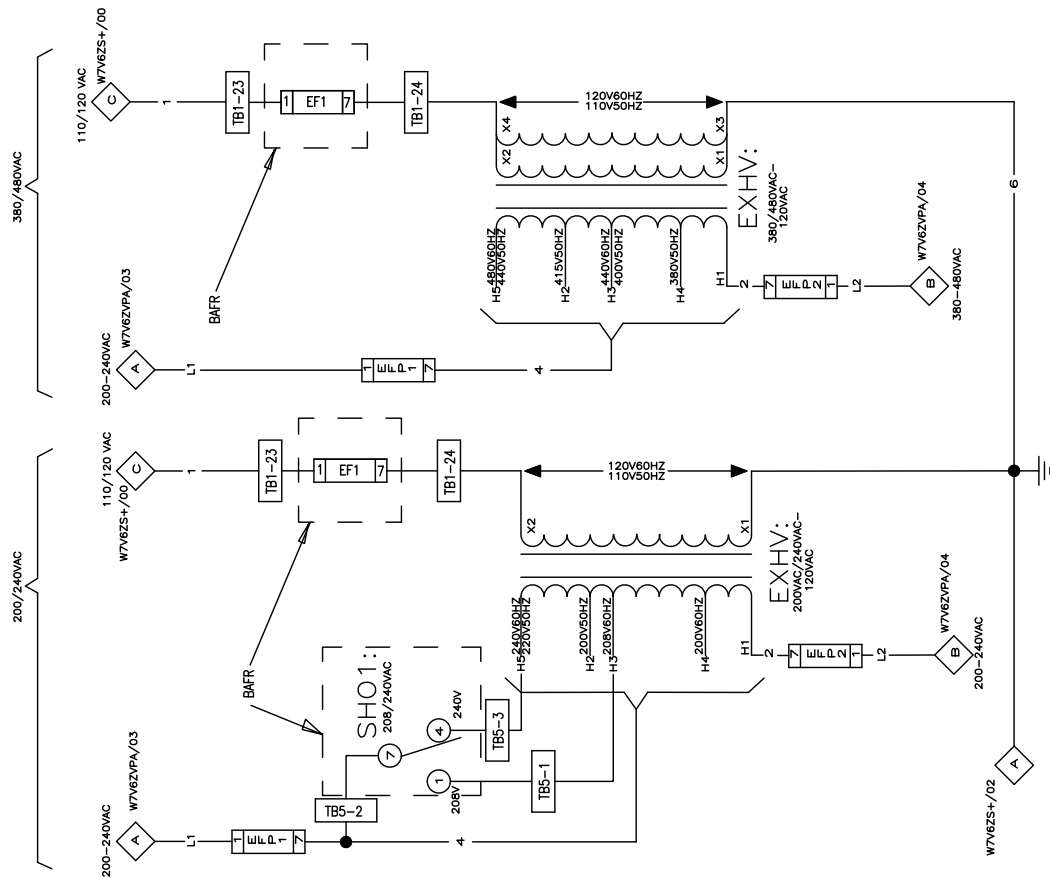 380/480VAC
110/120 VAC
W7V6ZS+/00
C
1
TB1-23
1 EF1 7
TB1-24
120V60HZ
110V50HZ
X4
X2
X3
X1
EXHV:
380/480VAC-
120VAC
BAFR
H5
480V60HZ
440V50HZ
H2
415V50HZ
H3
440V60HZ
400V50HZ
H4
380V50HZ
H1
2
7 EFP2 1
L2
B
W7V6ZVPA/04
380-480VAC
200-240VAC
W7V6ZVPA/03
A
L1
1 EFP1 7
4
6
200/240VAC
110/120 VAC
W7V6ZS+/00
C
1
TB1-23
1 EF1 7
TB1-24
120V60HZ
110V50HZ
X2
X1
EXHV:
200VAC/240VAC-
120VAC
BAFR
H5
240V60HZ
220V50HZ
H2
200V50HZ
H3
208V60HZ
H4
200V60HZ
H1
2
7 EFP2 1
L2
B
W7V6ZVPA/04
200-240VAC
SHO1:
208/240VAC
7
4
240V
1
208V
TB5-3
TB5-1
TB5-2
200-240VAC
W7V6ZVPA/03
A
L1
1 EFP1 7
4
A
W7V6ZS+/02